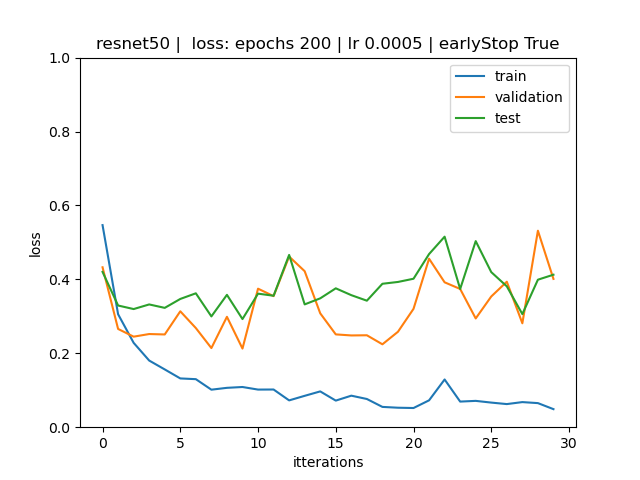 resnet50 |  loss: epochs 200 | lr 0.0005 | earlyStop True
train
validation
test
1.0
0.8
0.6
0.4
0.2
0.0
loss
0 5 10 15 20 25 30
itterations